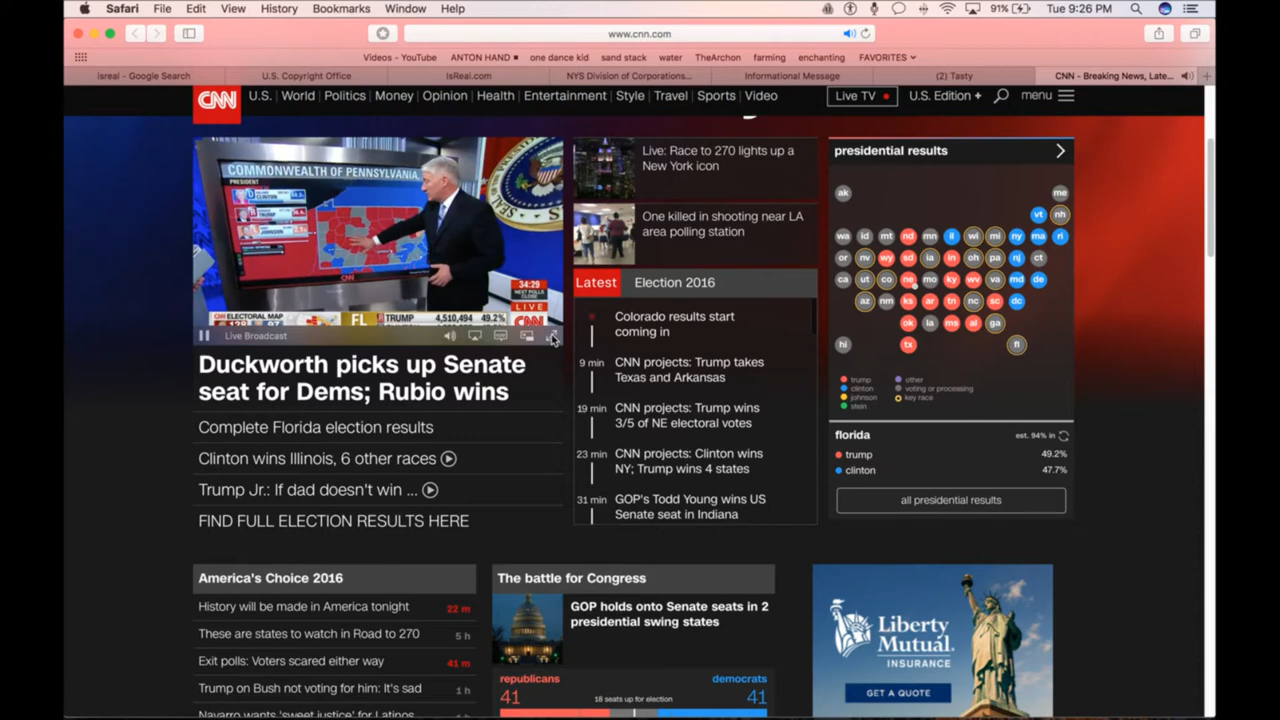 Safari File Edit View History Bookmarks Window Help
91% Tue 9:26 PM
www.cnn.com
Videos - YouTube ANTON HAND one dance kid sand stack water TheArchon farming enchanting FAVORITES
isreal - Google Search U.S. Copyright Office IsReal.com NYS Division of Corporations... Informational Message (2) Tasty CNN - Breaking News, Late...
CNN U.S. World Politics Money Opinion Health Entertainment Style Travel Sports Video Live TV U.S. Edition + menu
COMMONWEALTH OF PENNSYLVANIA
PRESIDENT
CLINTON
TRUMP
CNN
34:29
NEXT POLLS
CLOSE
LIVE
ELECTORAL MAP
FL TRUMP 4,510,494 49.2% CNN
Live Broadcast
Duckworth picks up Senate
seat for Dems; Rubio wins
Complete Florida election results
Clinton wins Illinois, 6 other races
Trump Jr.: If dad doesn't win ...
FIND FULL ELECTION RESULTS HERE
Live: Race to 270 lights up a
New York icon
One killed in shooting near LA
area polling station
Latest Election 2016
Colorado results start
coming in
9 min CNN projects: Trump takes
Texas and Arkansas
19 min CNN projects: Trump wins
3/5 of NE electoral votes
23 min CNN projects: Clinton wins
NY; Trump wins 4 states
31 min GOP's Todd Young wins US
Senate seat in Indiana
presidential results
ak me
vt nh
wa id mt nd mn il wi mi ny ma ri
or nv wy sd ia in oh pa nj ct
ca ut co ne mo ky wv va md de
az nm ks ar tn nc sc dc
ok la ms al ga
hi tx fl
trump other
clinton voting or processing
johnson key race
stein
florida est. 94% in
trump 49.2%
clinton 47.7%
all presidential results
America's Choice 2016
History will be made in America tonight 22 m
These are states to watch in Road to 270 5 h
Exit polls: Voters scared either way 41 m
Trump on Bush not voting for him: It's sad 1 h
Navarro wants 'sweet justice' for Latinos
The battle for Congress
GOP holds onto Senate seats in 2
presidential swing states
republicans democrats
41 18 seats up for election 41
Liberty
Mutual.
INSURANCE
GET A QUOTE